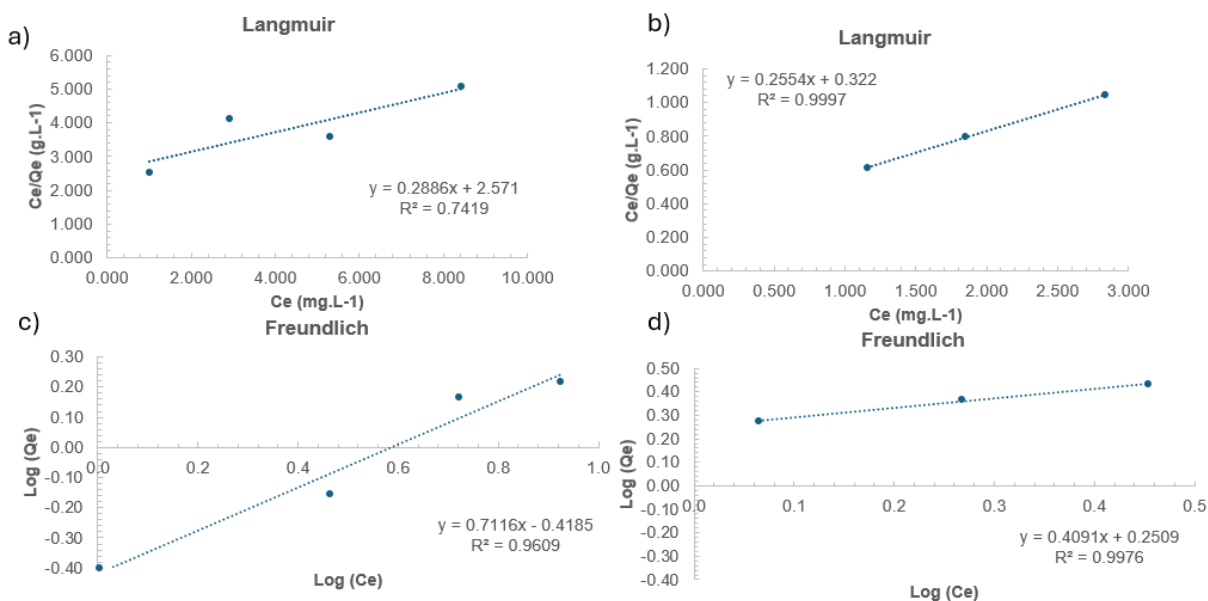 a)
Langmuir
6.000
5.000
4.000
3.000
2.000
1.000
0.000
Ce/Qe (g.L-1)
y = 0.2886x + 2.571
R² = 0.7419
0.000 2.000 4.000 6.000 8.000 10.000
Ce (mg.L-1)
b)
Langmuir
1.200
1.000
0.800
0.600
0.400
0.200
0.000
Ce/Qe (g.L-1)
y = 0.2554x + 0.322
R² = 0.9997
0.000 0.500 1.000 1.500 2.000 2.500 3.000
Ce (mg.L-1)
c)
Freundlich
0.30
0.20
0.10
0.00
-0.10
-0.20
-0.30
-0.40
Log (Qe)
0.0 0.2 0.4 0.6 0.8 1.0
y = 0.7116x - 0.4185
R² = 0.9609
Log (Ce)
d)
Freundlich
0.50
0.40
0.30
0.20
0.10
0.00
-0.10
-0.20
-0.30
-0.40
Log (Qe)
0.0 0.1 0.2 0.3 0.4 0.5
y = 0.4091x + 0.2509
R² = 0.9976
Log (Ce)